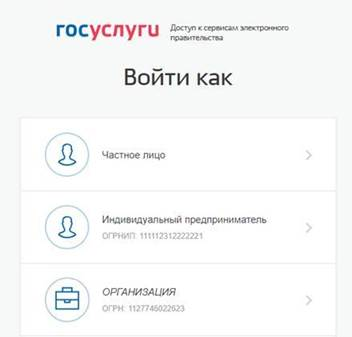 госуслуги
Доступ к сервисам электронного
правительства
Войти как
Частное лицо
Индивидуальный предприниматель
ОГРНИП: 111112312222221
ОРГАНИЗАЦИЯ
ОГРН: 1127746022623